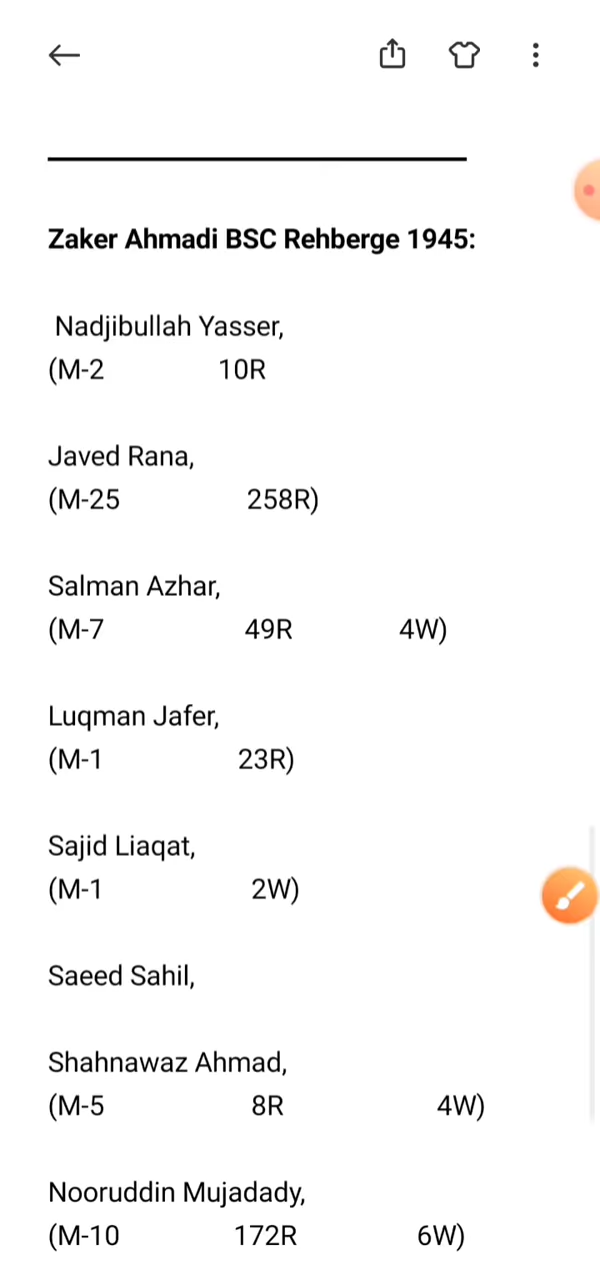 Zaker Ahmadi BSC Rehberge 1945:
Nadjibullah Yasser,
(M-2 10R
Javed Rana,
(M-25 258R)
Salman Azhar,
(M-7 49R 4W)
Luqman Jafer,
(M-1 23R)
Sajid Liaqat,
(M-1 2W)
Saeed Sahil,
Shahnawaz Ahmad,
(M-5 8R 4W)
Nooruddin Mujadady,
(M-10 172R 6W)